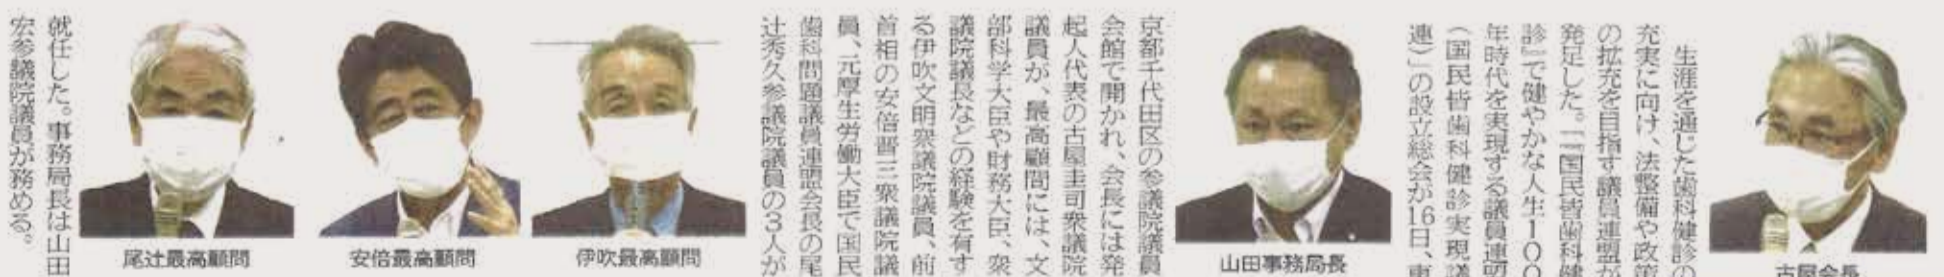 生涯を通じた歯科健診の
充実に向け、法整備や政策
の拡充を目指す議員連盟が
発足した。『「国民皆歯科健
診』で健やかな人生100
年時代を実現する議員連盟
（国民皆歯科健診実現議
連）」の設立総会が16日、東
京都千代田区の参議院議員
会館で開かれ、会長には発
起人代表の古屋圭司衆議院
議員が、最高顧問には、文
部科学大臣や財務大臣、衆
議院議長などの経験を有す
る伊吹文明衆議院議員、前
首相の安倍晋三衆議院議
員、元厚生労働大臣で国民
歯科問題議員連盟会長の尾
辻秀久参議院議員の3人が
就任した。事務局長は山田
宏参議院議員が務める。
古屋会長
山田事務局長
伊吹最高顧問
安倍最高顧問
尾辻最高顧問